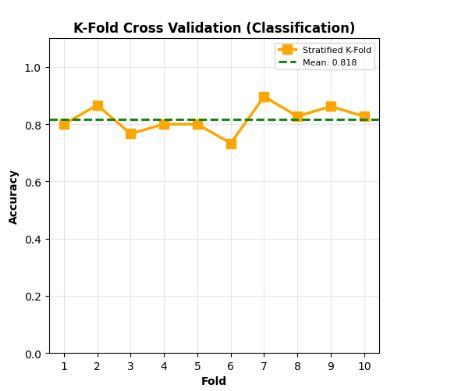 K-Fold Cross Validation (Classification)
Stratified K-Fold
Mean: 0.818
1.0
0.8
0.6
0.4
0.2
0.0
Accuracy
1 2 3 4 5 6 7 8 9 10
Fold